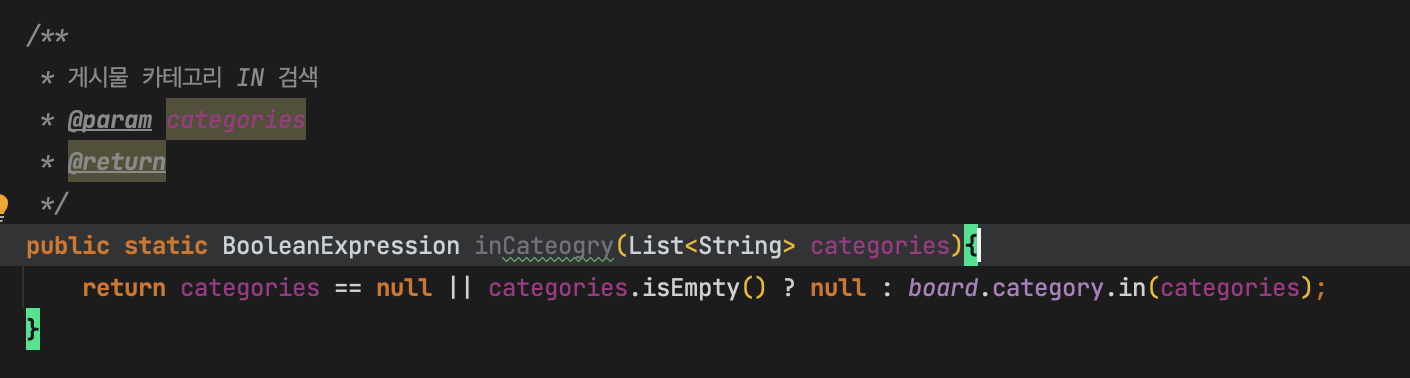 /**
 * 게시물 카테고리 IN 검색
 * @param categories
 * @return
 */
public static BooleanExpression inCateogry(List<String> categories){
    return categories == null || categories.isEmpty() ? null : board.category.in(categories);
}